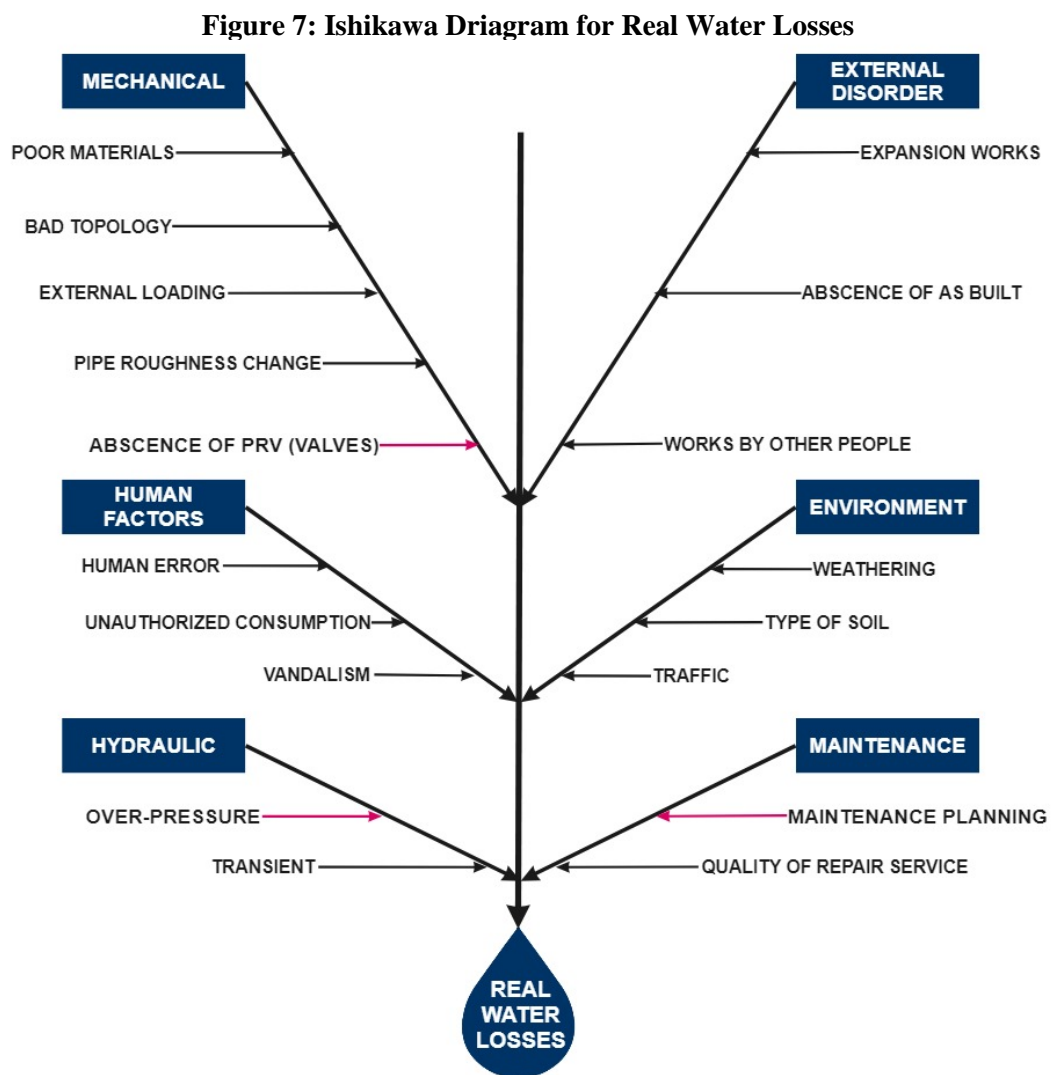 Figure 7: Ishikawa Driagram for Real Water Losses
MECHANICAL
POOR MATERIALS
BAD TOPOLOGY
EXTERNAL LOADING
PIPE ROUGHNESS CHANGE
ABSCENCE OF PRV (VALVES)
EXTERNAL
DISORDER
EXPANSION WORKS
ABSCENCE OF AS BUILT
WORKS BY OTHER PEOPLE
HUMAN
FACTORS
HUMAN ERROR
UNAUTHORIZED CONSUMPTION
VANDALISM
ENVIRONMENT
WEATHERING
TYPE OF SOIL
TRAFFIC
HYDRAULIC
OVER-PRESSURE
TRANSIENT
MAINTENANCE
MAINTENANCE PLANNING
QUALITY OF REPAIR SERVICE
REAL
WATER
LOSSES